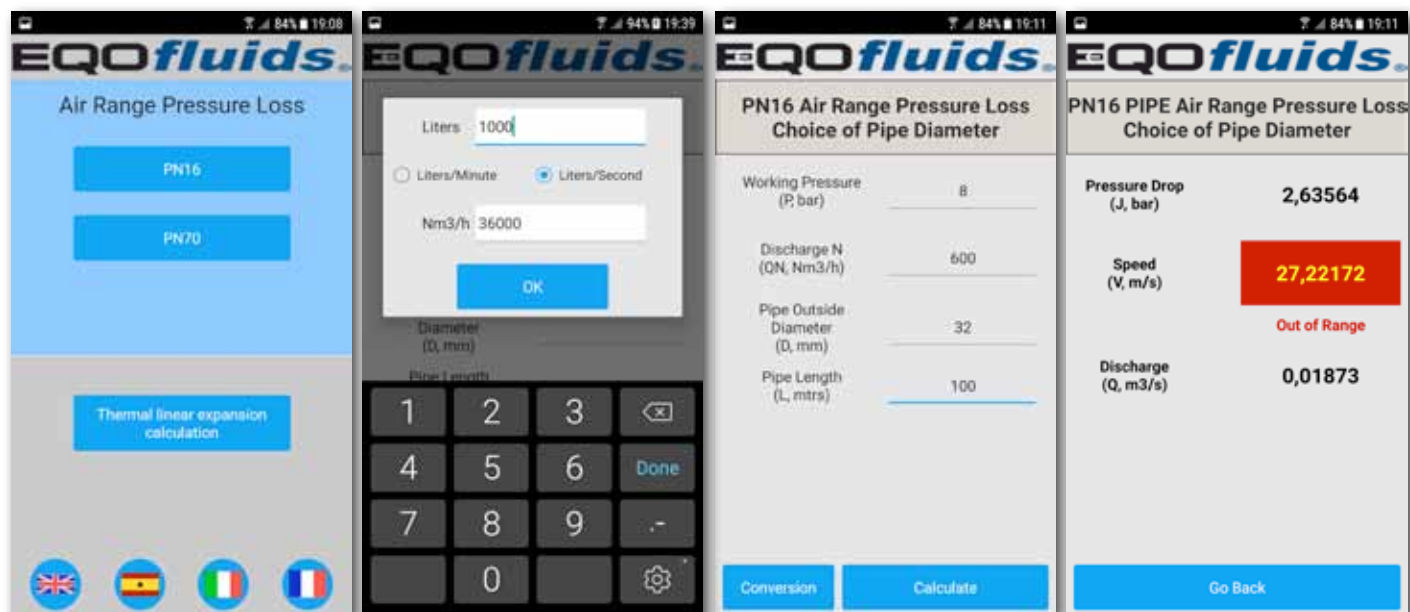 84% 19:08
EQOfluids.
Air Range Pressure Loss
PN16
PN70
Thermal linear expansion
calculation
94% 19:39
EQOfluids.
Liters 1000
Liters/Minute Liters/Second
Nm3/h 36000
OK
Diameter
(D, mm)
Pipe Length
1 2 3
4 5 6 Done
7 8 9 .-
0
84% 19:11
EQOfluids.
PN16 Air Range Pressure Loss
Choice of Pipe Diameter
Working Pressure
(P, bar)
8
Discharge N
(QN, Nm3/h)
600
Pipe Outside
Diameter
(D, mm)
32
Pipe Length
(L, mtrs)
100
Conversion Calculate
84% 19:11
EQOfluids.
PN16 PIPE Air Range Pressure Loss
Choice of Pipe Diameter
Pressure Drop
(J, bar)
2,63564
Speed
(V, m/s)
27,22172
Out of Range
Discharge
(Q, m3/s)
0,01873
Go Back